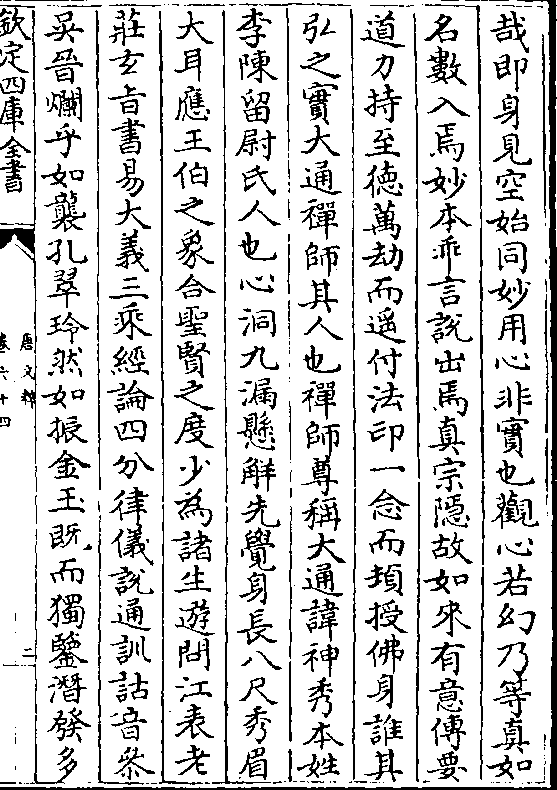 哉即身見空始同妙用心非實也觀心若幻乃等真如
名數入焉妙本乖言說出焉真宗隱故如來有意傳要
道力持至徳萬劫而遥付法印一念而頓授佛身誰其
弘之實大通禪師其人也禪師尊稱大通諱神秀本姓
李陳留尉氏人也心洞九漏懸解先覺身長八尺秀眉
大耳應王伯之象合聖賢之度少為諸生遊問江表老
莊玄旨書易大義三乘經論四分律儀說通訓詁音參
吳晉爛乎如襲孔翠玲然如振金玉既而獨鑒潛發多
欽定四庫全書
唐文粹
卷六十四
二